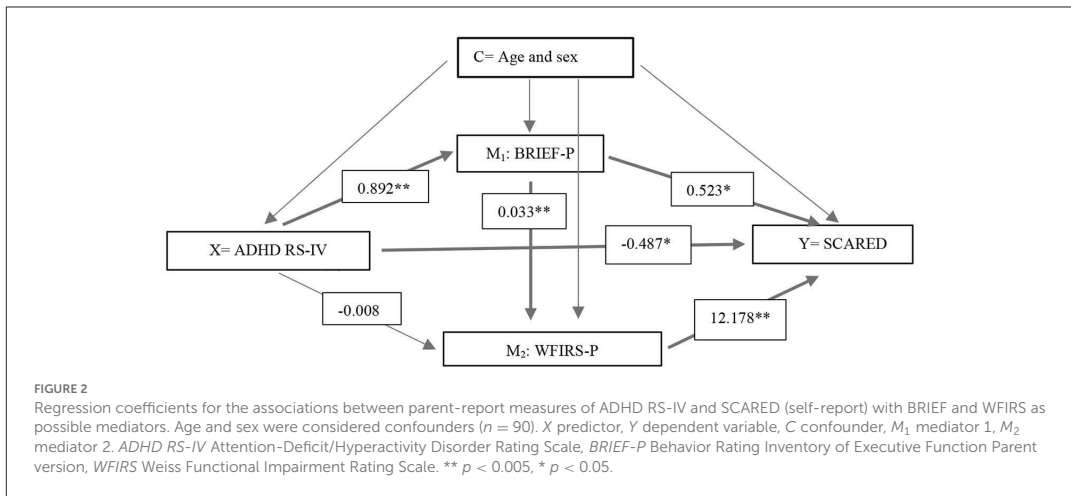 C= Age and sex
M₁: BRIEF-P
0.892**
0.523*
0.033**
X= ADHD RS-IV
-0.487*
Y= SCARED
-0.008
12.178**
M₂: WFIRS-P
FIGURE 2
Regression coefficients for the associations between parent-report measures of ADHD RS-IV and SCARED (self-report) with BRIEF and WFIRS as
possible mediators. Age and sex were considered confounders (n = 90). X predictor, Y dependent variable, C confounder, M₁ mediator 1, M₂
mediator 2. ADHD RS-IV Attention-Deficit/Hyperactivity Disorder Rating Scale, BRIEF-P Behavior Rating Inventory of Executive Function Parent
version, WFIRS Weiss Functional Impairment Rating Scale. ** p < 0.005, * p < 0.05.